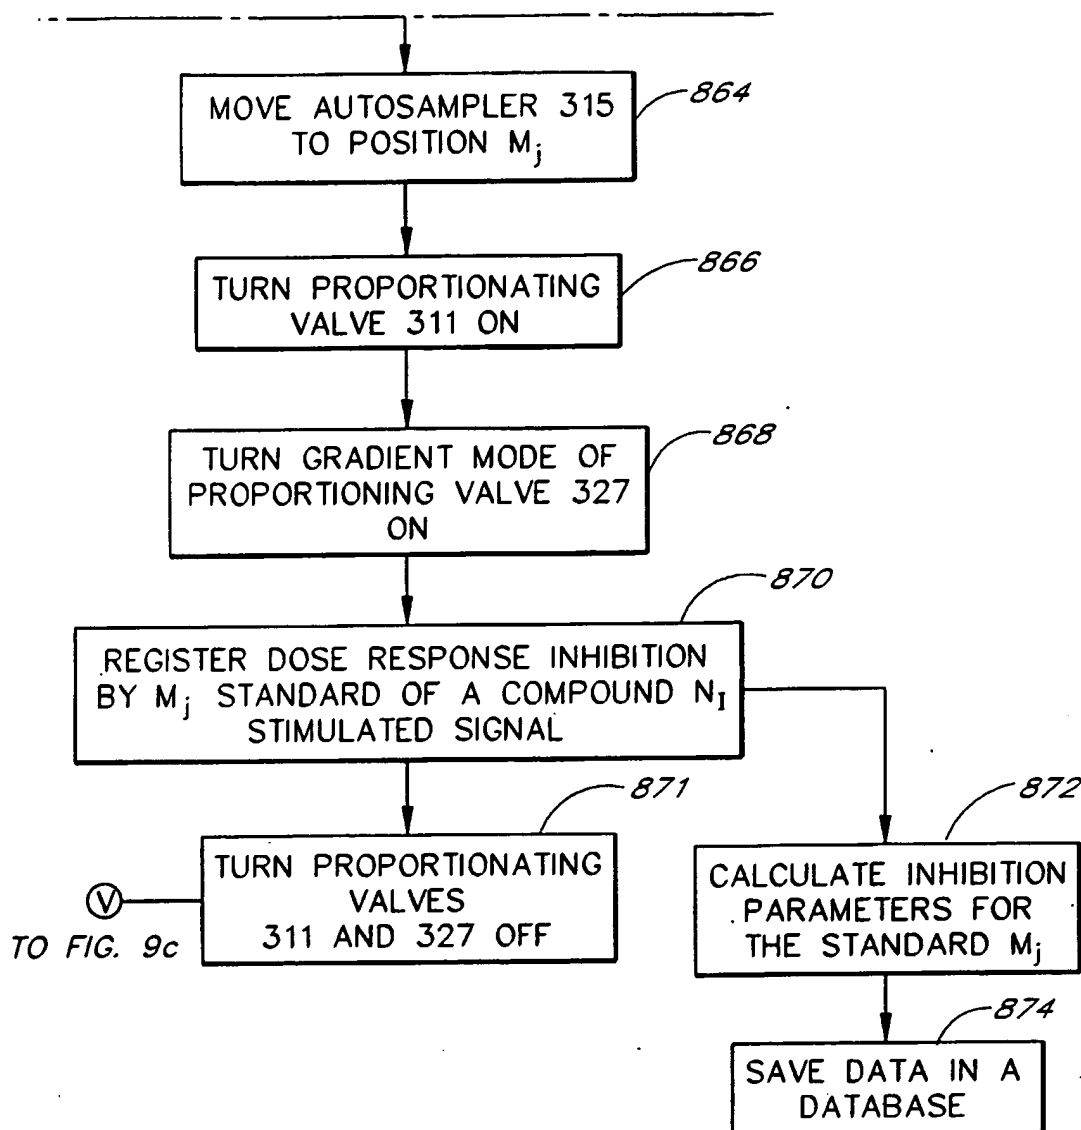 864
MOVE AUTOSAMPLER 315
TO POSITION Mj
866
TURN PROPORTIONATING
VALVE 311 ON
868
TURN GRADIENT MODE OF
PROPORTIONING VALVE 327
ON
870
REGISTER DOSE RESPONSE INHIBITION
BY Mj STANDARD OF A COMPOUND NI
STIMULATED SIGNAL
871
TURN PROPORTIONATING
VALVES
311 AND 327 OFF
V
TO FIG. 9c
872
CALCULATE INHIBITION
PARAMETERS FOR
THE STANDARD Mj
874
SAVE DATA IN A
DATABASE